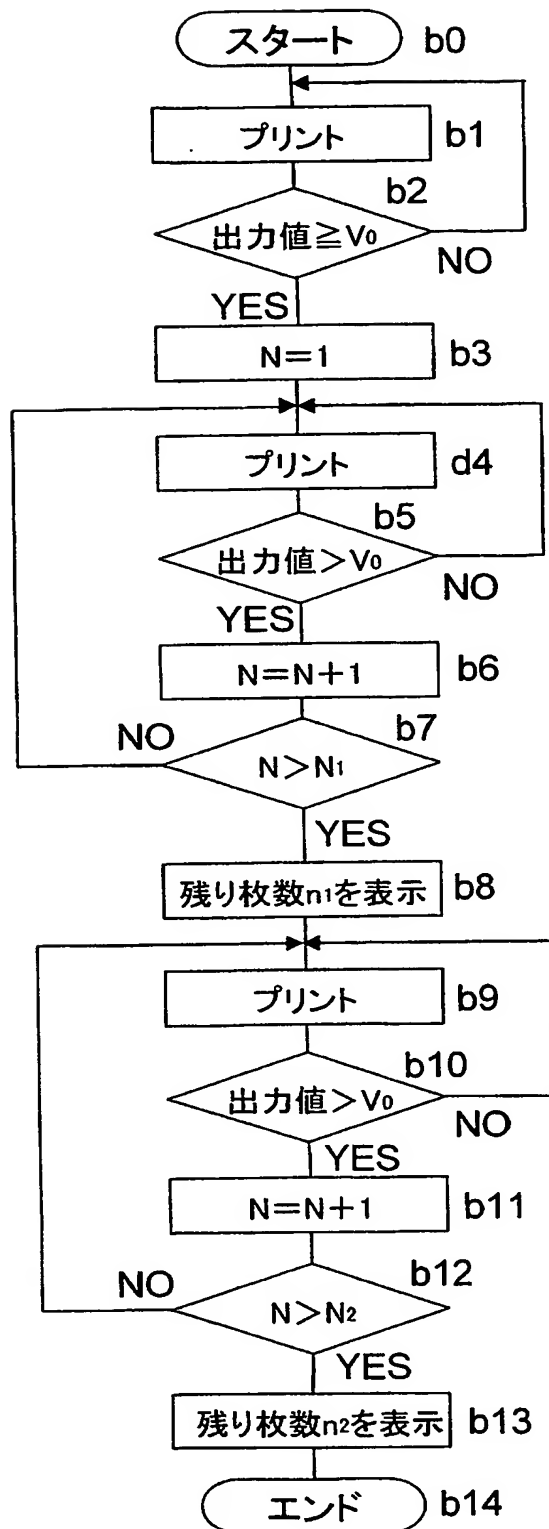 スタート b0
プリント b1
b2
出力値≧V0
NO
YES
N=1 b3
プリント d4
b5
出力値>V0
NO
YES
N=N+1 b6
b7
NO
N>N1
YES
残り枚数n1を表示 b8
プリント b9
b10
出力値>V0
NO
YES
N=N+1 b11
b12
NO
N>N2
YES
残り枚数n2を表示 b13
エンド b14